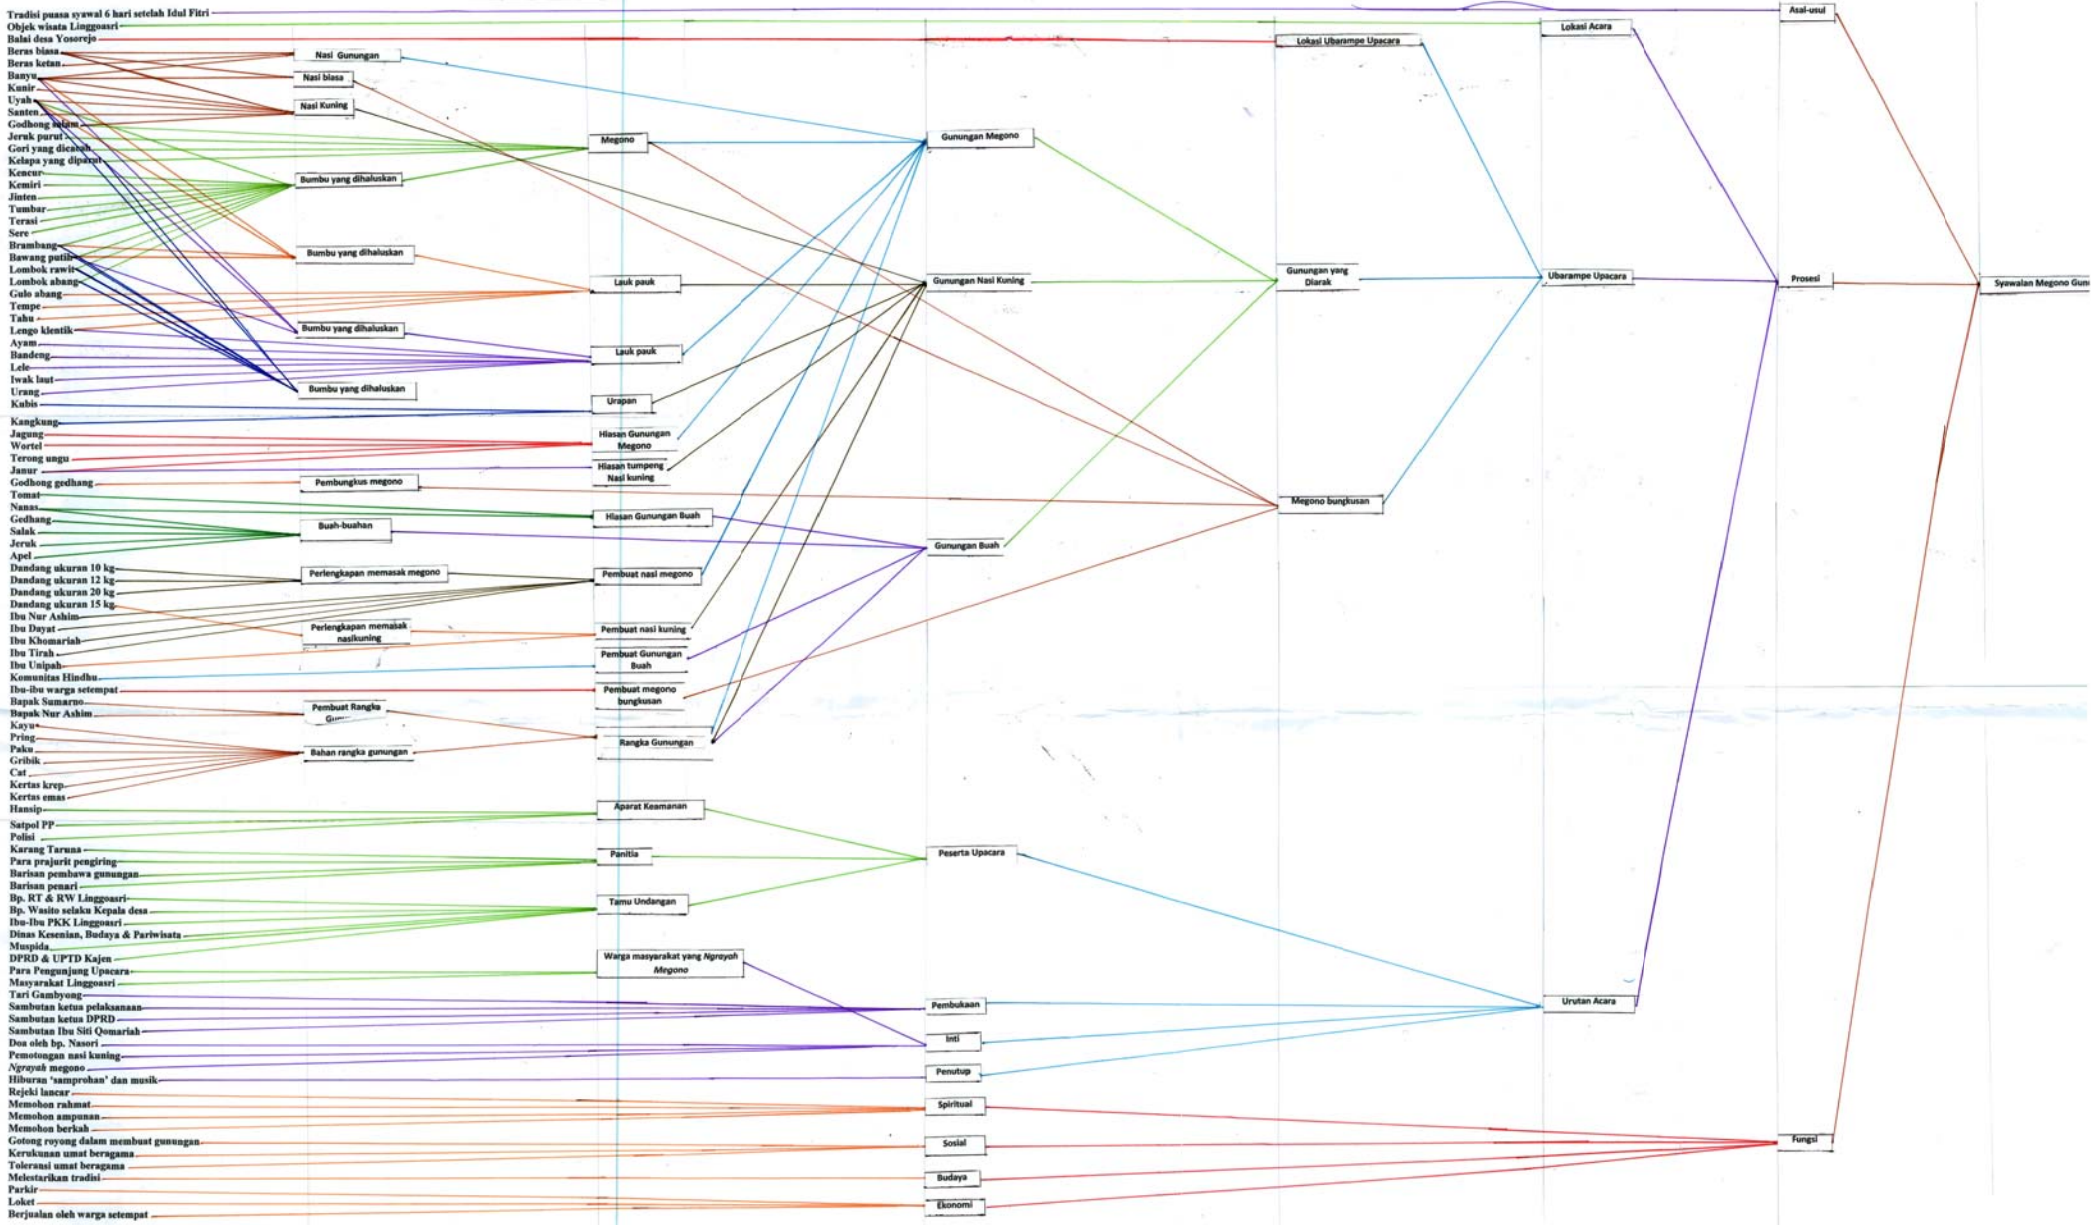 Tradisi puasa syawal 6 hari setelah Idul Fitri
Objek wisata Linggoasri
Balai desa Yosorejo
Beras biasa
Beras ketan
Banyu
Kunir
Uyah
Santen
Godhong salam
Jeruk purut
Gori yang dicacah
Kelapa yang diparut
Kencur
Kemiri
Jinten
Tumbar
Terasi
Sere
Brambang
Bawang putih
Lombok rawit
Lombok abang
Gulo abang
Tempe
Tahu
Lengo klentik
Ayam
Bandeng
Lele
Iwak laut
Urang
Kubis
Kangkung
Jagung
Wortel
Terong ungu
Janur
Godhong gedhang
Tomat
Nanas
Gedhang
Salak
Jeruk
Apel
Dandang ukuran 10 kg
Dandang ukuran 12 kg
Dandang ukuran 20 kg
Dandang ukuran 15 kg
Ibu Nur Ashim
Ibu Dayat
Ibu Khomariah
Ibu Tirah
Ibu Unipah
Komunitas Hindhu
Ibu-ibu warga setempat
Bapak Sumarno
Bapak Nur Ashim
Kayu
Pring
Paku
Gribik
Cat
Kertas krep
Kertas emas
Hansip
Satpol PP
Polisi
Karang Taruna
Para prajurit pengiring
Barisan pembawa gunungan
Barisan penari
Bp. RT & RW Linggoasri
Bp. Wasito selaku Kepala desa
Ibu-Ibu PKK Linggoasri
Dinas Kesenian, Budaya & Pariwisata
Muspida
DPRD & UPTD Kajen
Para Pengunjung Upacara
Masyarakat Linggoasri
Tari Gambyong
Sambutan ketua pelaksanaan
Sambutan ketua DPRD
Sambutan Ibu Siti Qomariah
Doa oleh bp. Nasori
Pemotongan nasi kuning
Ngrayah megono
Hiburan 'samprohan' dan musik
Rejeki lancar
Memohon rahmat
Memohon ampunan
Memohon berkah
Gotong royong dalam membuat gunungan
Kerukunan umat beragama
Toleransi umat beragama
Melestarikan tradisi
Parkir
Loket
Berjualan oleh warga setempat
Nasi Gunungan
Nasi biasa
Nasi Kuning
Bumbu yang dihaluskan
Bumbu yang dihaluskan
Bumbu yang dihaluskan
Bumbu yang dihaluskan
Pembungkus megono
Buah-buahan
Perlengkapan memasak megono
Perlengkapan memasak
nasikuning
Pembuat Rangka
Bahan rangka gunungan
Megono
Lauk pauk
Lauk pauk
Urapan
Hiasan Gunungan
Megono
Hiasan tumpeng
Nasi kuning
Hiasan Gunungan Buah
Pembuat nasi megono
Pembuat nasi kuning
Pembuat Gunungan
Buah
Pembuat megono
bungkusan
Rangka Gunungan
Aparat Keamanan
Panitia
Tamu Undangan
Warga masyarakat yang Ngrayah
Megono
Gunungan Megono
Gunungan Nasi Kuning
Gunungan Buah
Peserta Upacara
Pembukaan
Inti
Penutup
Spiritual
Sosial
Budaya
Ekonomi
Lokasi Ubarampe Upacara
Gunungan yang
Diarak
Megono bungkusan
Lokasi Acara
Ubarampe Upacara
Urutan Acara
Asal-usul
Prosesi
Fungsi
Syawalan Megono Gun